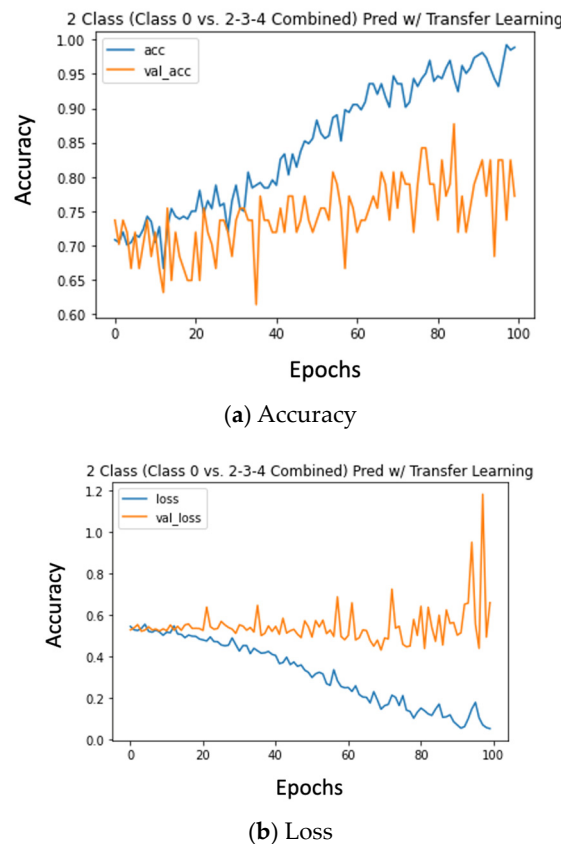 2 Class (Class 0 vs. 2-3-4 Combined) Pred w/ Transfer Learning
1.00
acc
val_acc
0.95
0.90
0.85
Accuracy
0.80
0.75
0.70
0.65
0.60
0 20 40 60 80 100
Epochs
(a) Accuracy
2 Class (Class 0 vs. 2-3-4 Combined) Pred w/ Transfer Learning
1.2
loss
val_loss
1.0
0.8
Accuracy
0.6
0.4
0.2
0.0
0 20 40 60 80 100
Epochs
(b) Loss